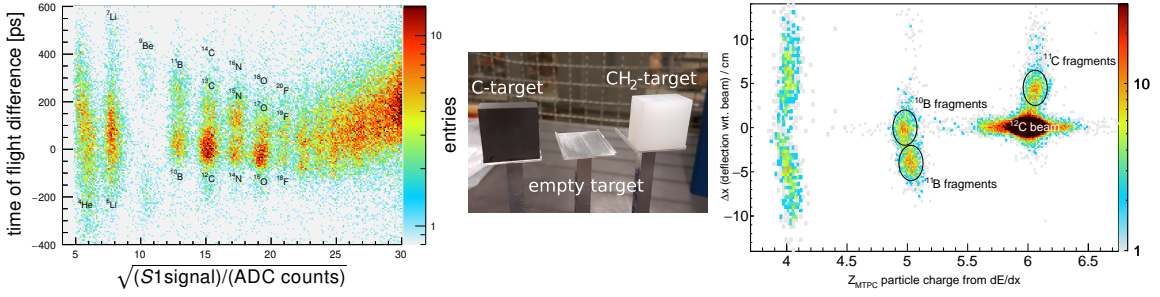 time of flight difference [ps]
600
400
200
0
−200
−400
⁷Li
⁹Be
¹¹B
¹⁴C
¹³C
¹⁶N
¹⁵N
¹⁸O
¹⁷O
²⁰F
¹⁹F
⁴He
⁶Li
¹⁰B
¹²C
¹⁴N
¹⁶O
¹⁸F
5 10 15 20 25 30
√(S1signal)/(ADC counts)
10
1
entries
C-target
CH₂-target
empty target
Δx (deflection wrt. beam) / cm
10
5
0
−5
−10
¹¹C fragments
¹⁰B fragments
¹²C beam
¹¹B fragments
4 4.5 5 5.5 6 6.5
Z_MTPC particle charge from dE/dx
10
1